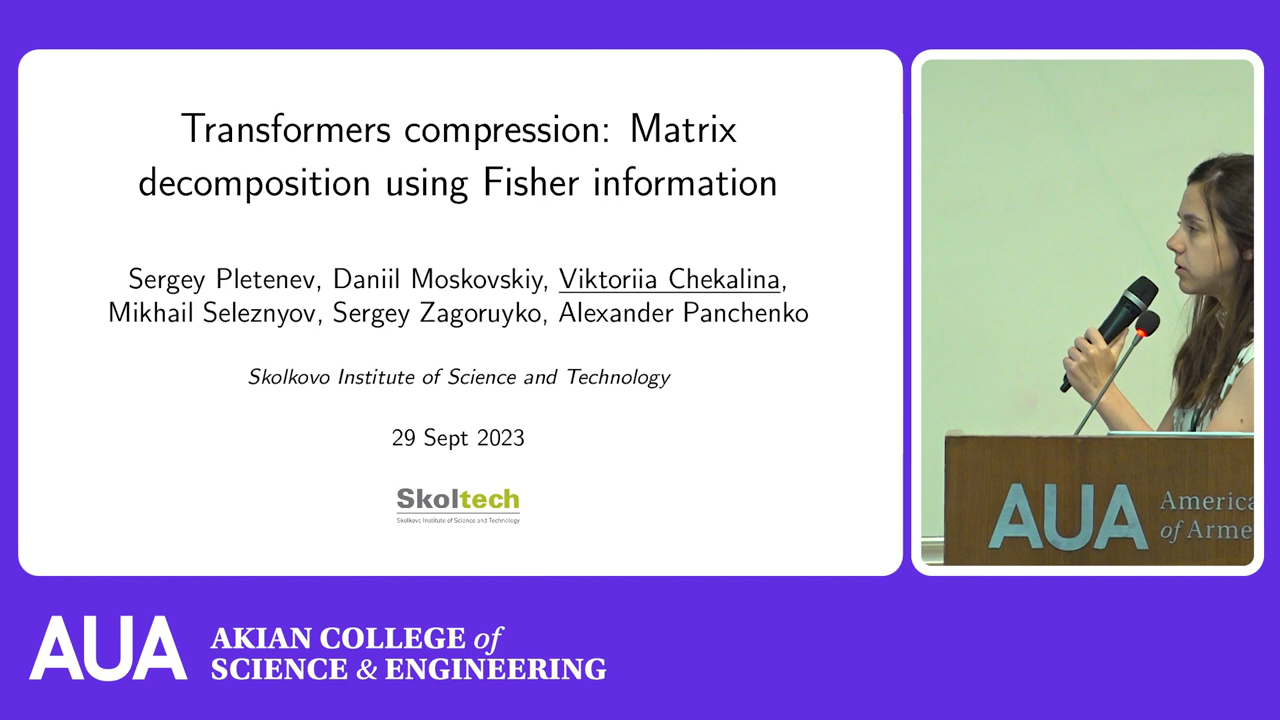 Transformers compression: Matrix
decomposition using Fisher information
Sergey Pletenev, Daniil Moskovskiy, Viktoriia Chekalina,
Mikhail Seleznyov, Sergey Zagoruyko, Alexander Panchenko
Skolkovo Institute of Science and Technology
29 Sept 2023
Skoltech
Skolkovo Institute of Science and Technology
AUA
America
of Arme
AUA
AKIAN COLLEGE of
SCIENCE & ENGINEERING